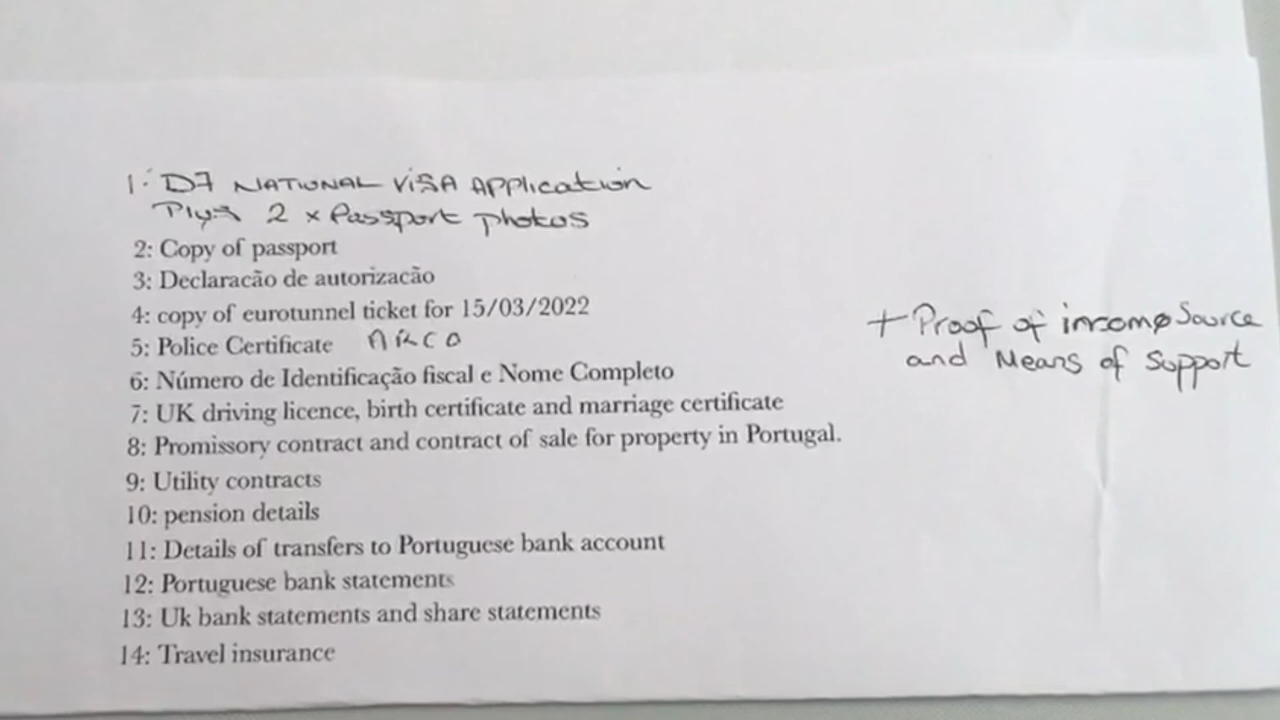 1: D7 NATIONAL VISA APPlication
Plus 2 x Passport photos
2: Copy of passport
3: Declaracão de autorizacão
4: copy of eurotunnel ticket for 15/03/2022
5: Police Certificate ARCO
6: Número de Identificação fiscal e Nome Completo
7: UK driving licence, birth certificate and marriage certificate
8: Promissory contract and contract of sale for property in Portugal.
9: Utility contracts
10: pension details
11: Details of transfers to Portuguese bank account
12: Portuguese bank statements
13: Uk bank statements and share statements
14: Travel insurance
+ Proof of income Source
and Means of Support